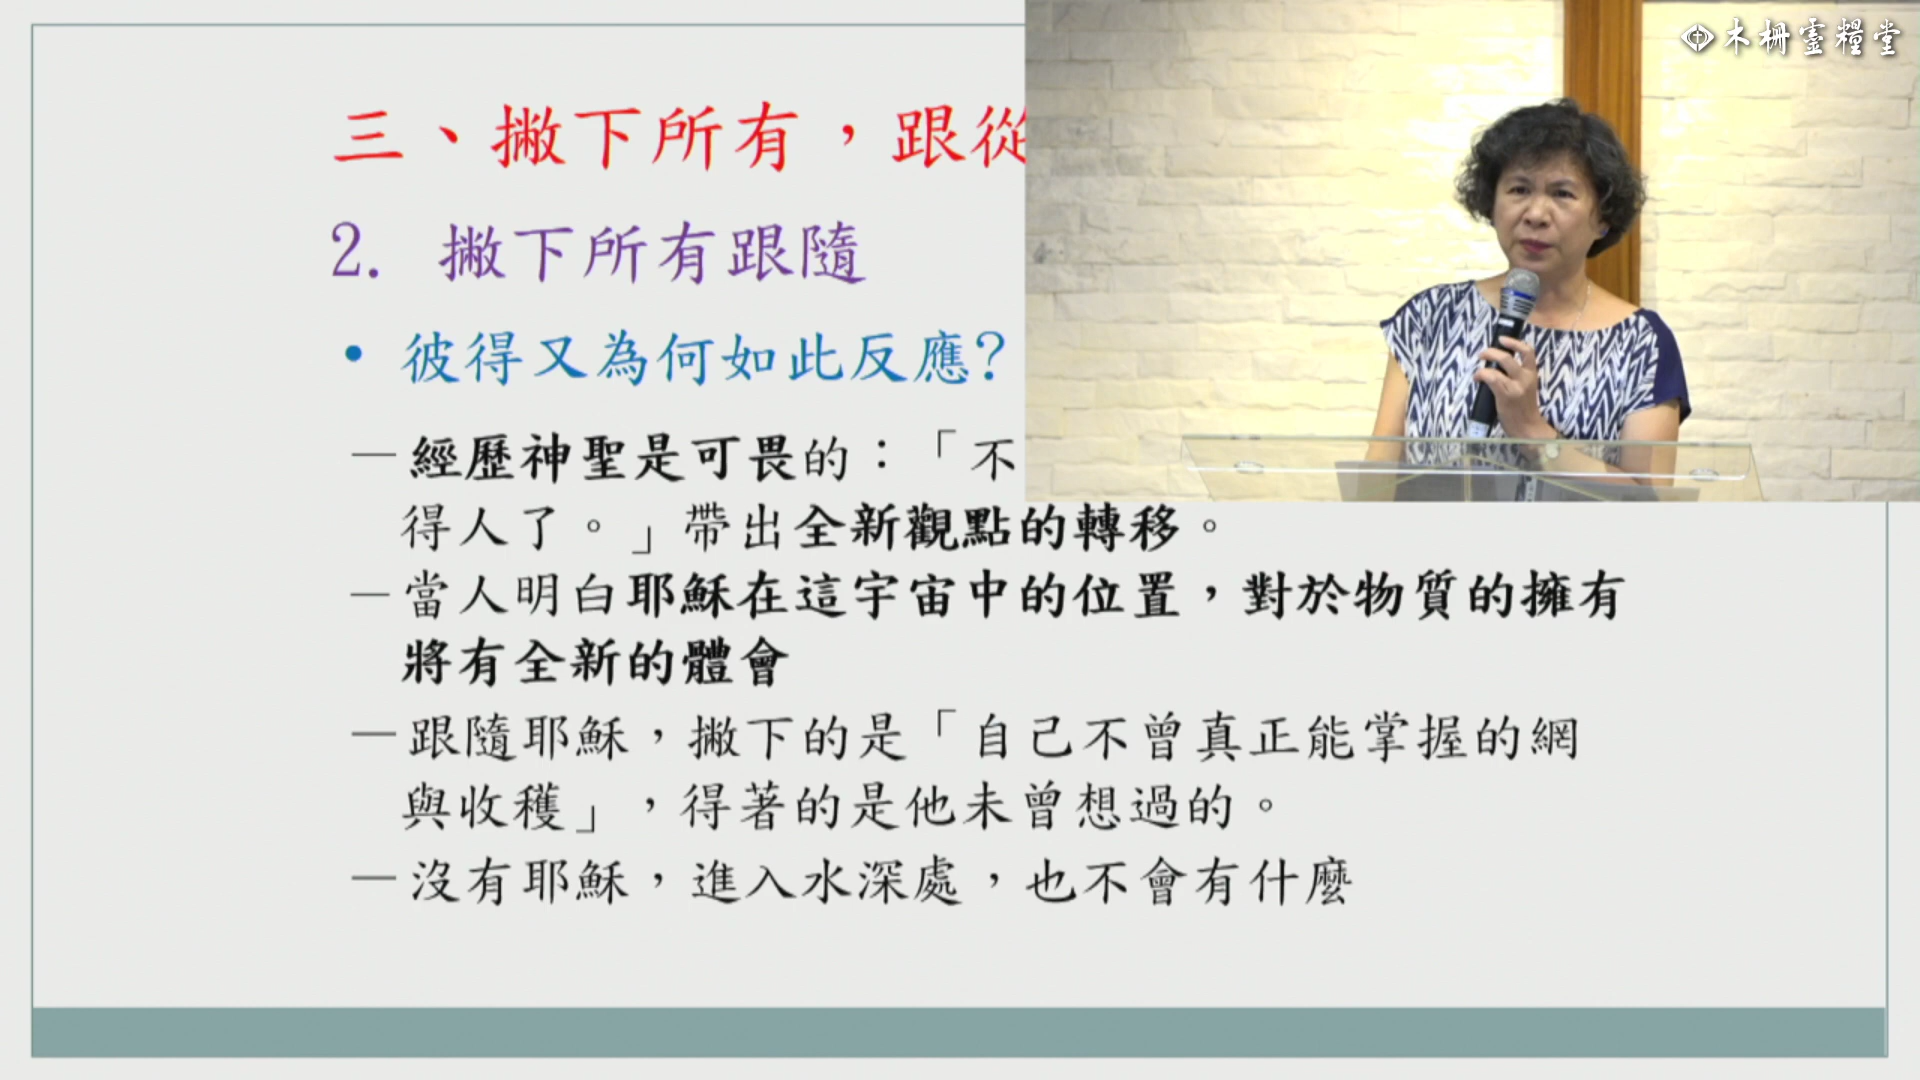 木柵靈糧堂
三、撇下所有，跟從
2. 撇下所有跟隨
• 彼得又為何如此反應?
—經歷神聖是可畏的：「不
得人了。」帶出全新觀點的轉移。
—當人明白耶穌在這宇宙中的位置，對於物質的擁有
將有全新的體會
—跟隨耶穌，撇下的是「自己不曾真正能掌握的網
與收穫」，得著的是他未曾想過的。
—沒有耶穌，進入水深處，也不會有什麼